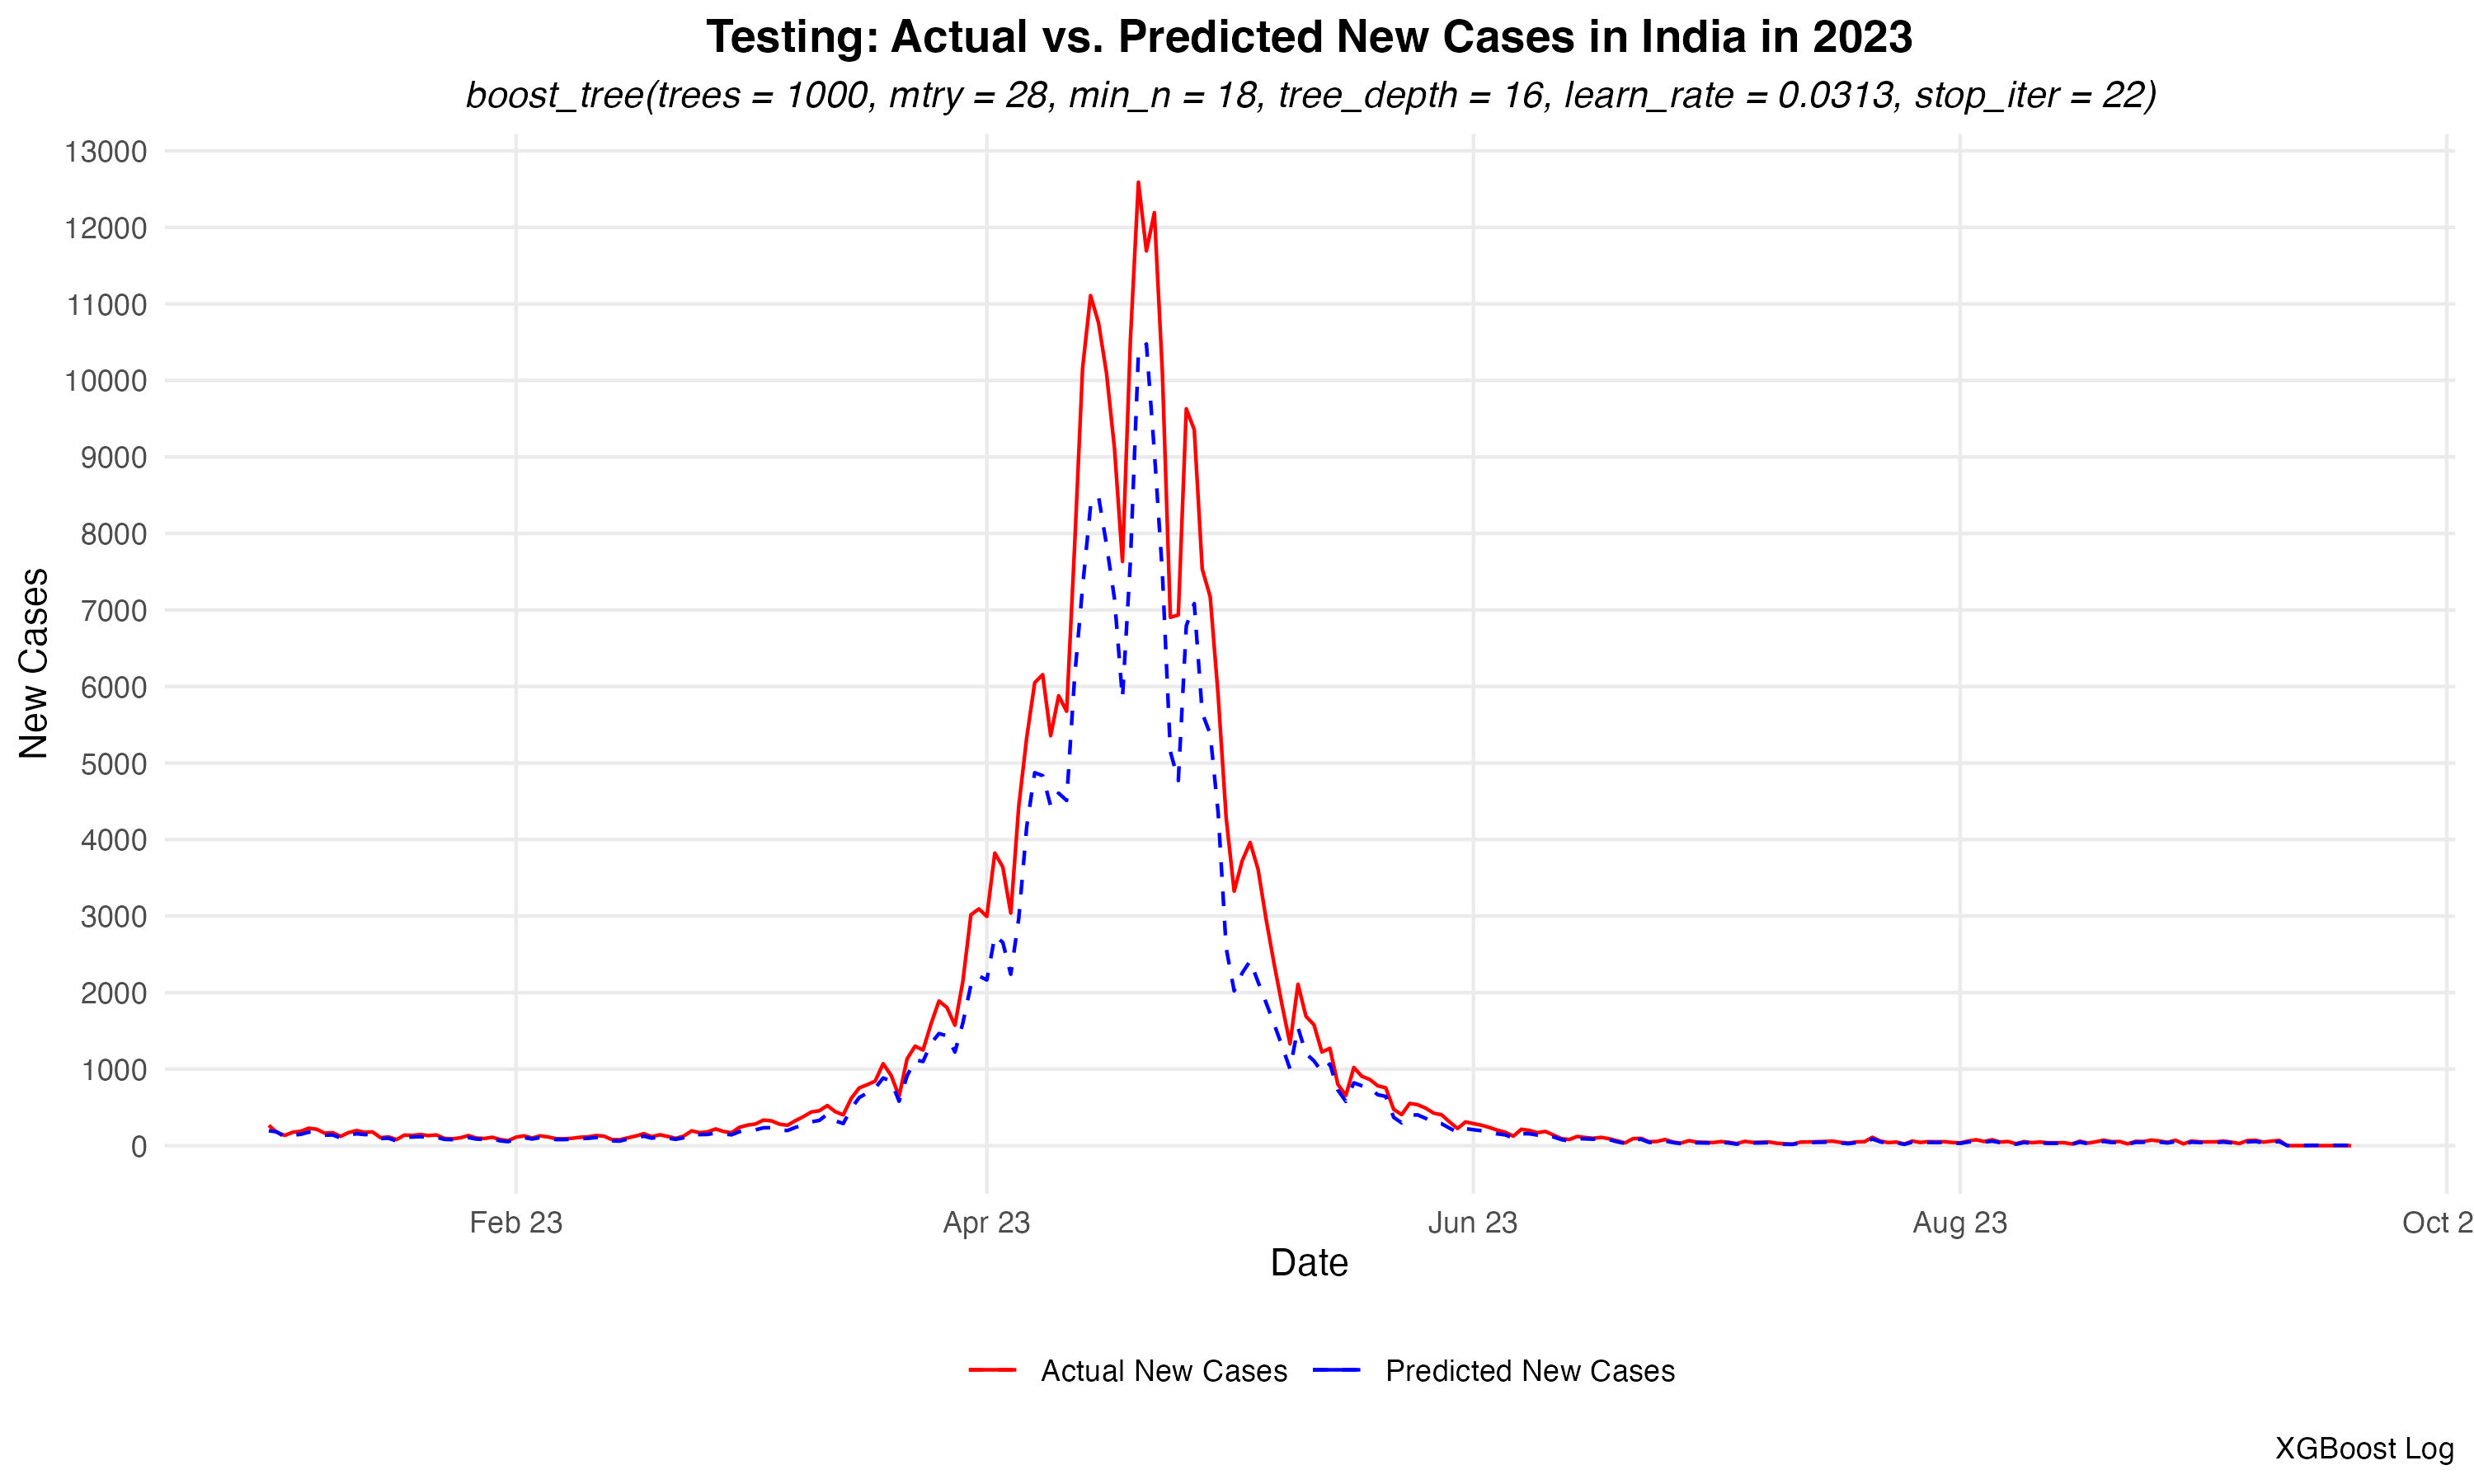 Testing: Actual vs. Predicted New Cases in India in 2023
boost_tree(trees = 1000, mtry = 28, min_n = 18, tree_depth = 16, learn_rate = 0.0313, stop_iter = 22)
13000
12000
11000
10000
9000
8000
7000
6000
5000
4000
3000
2000
1000
0
New Cases
Feb 23 Apr 23 Jun 23 Aug 23 Oct 2
Date
Actual New Cases Predicted New Cases
XGBoost Log